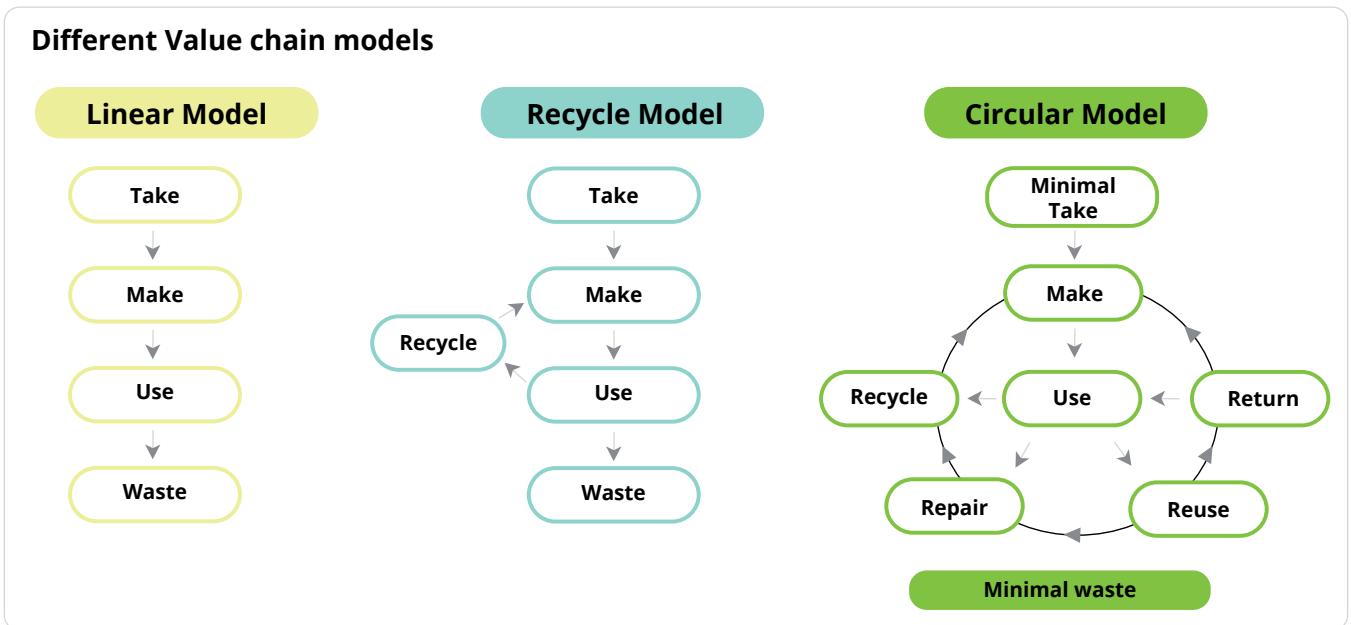 Different Value chain models
Linear Model
Take
Make
Use
Waste
Recycle Model
Take
Make
Recycle
Use
Waste
Circular Model
Minimal
Take
Make
Recycle
Use
Return
Repair
Reuse
Minimal waste